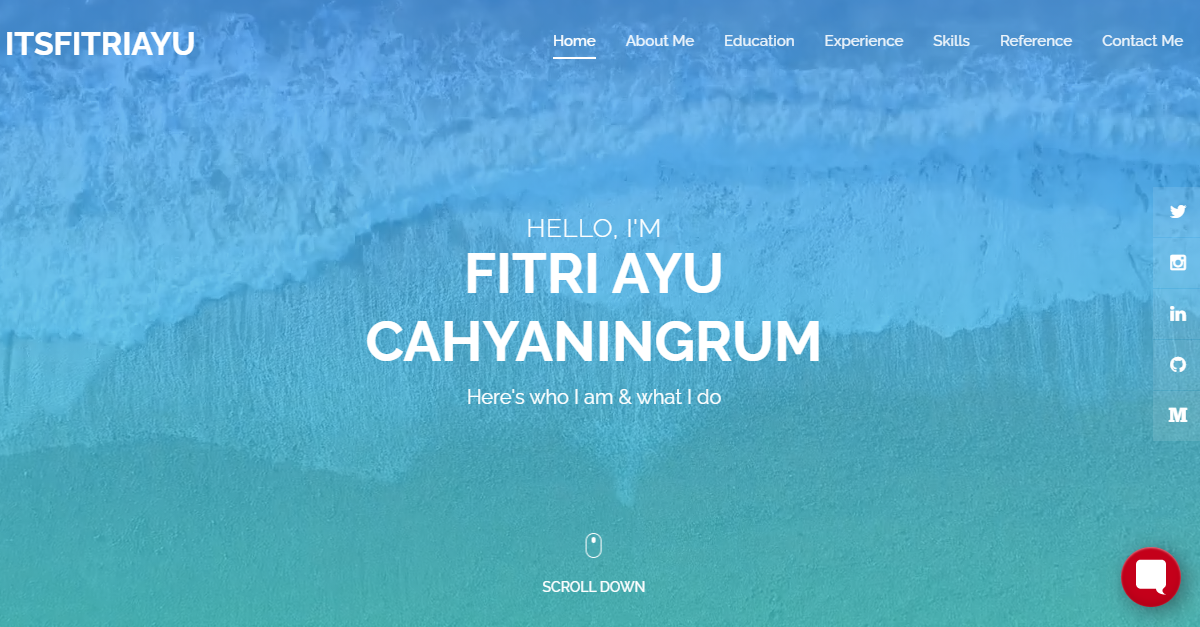 ITSFITRIAYU
Home About Me Education Experience Skills Reference Contact Me
HELLO, I'M
FITRI AYU
CAHYANINGRUM
Here's who I am & what I do
SCROLL DOWN